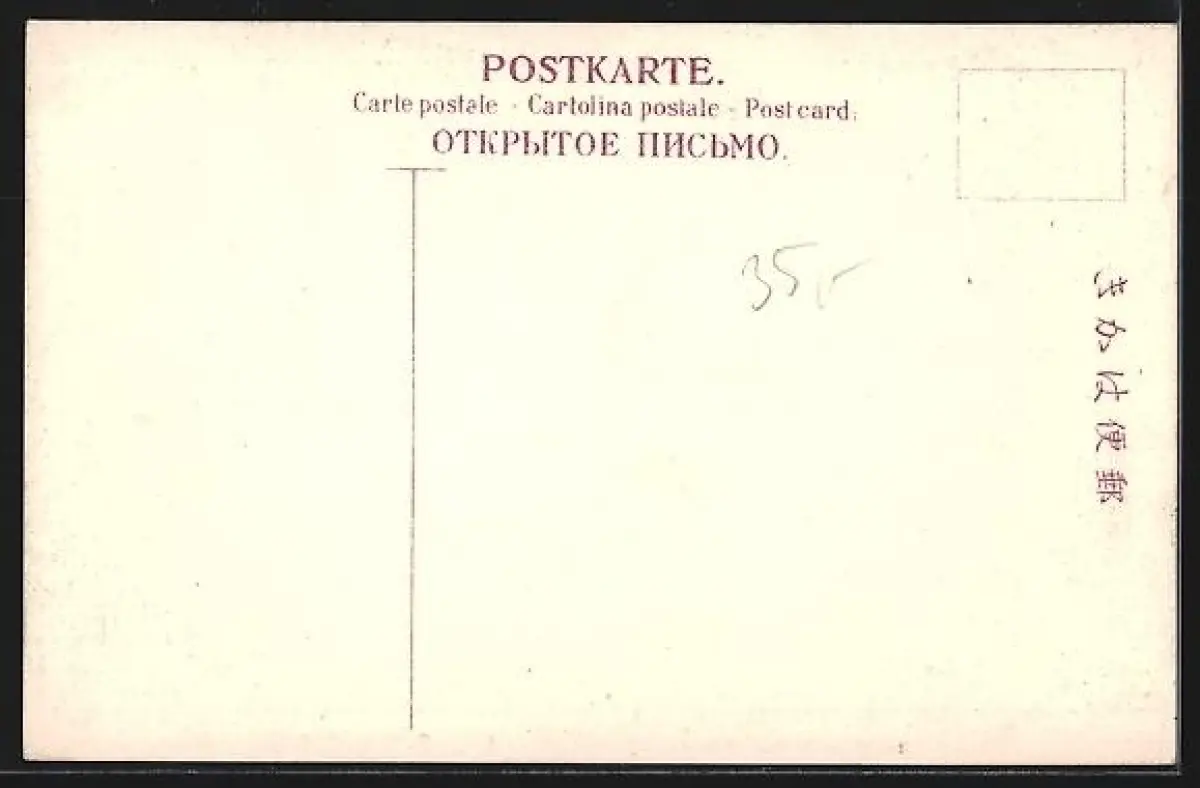 POSTKARTE.
Carte postale - Cartolina postale - Post card.
ОТКРЫТОЕ ПИСЬМО.
35,-
きかは便郵